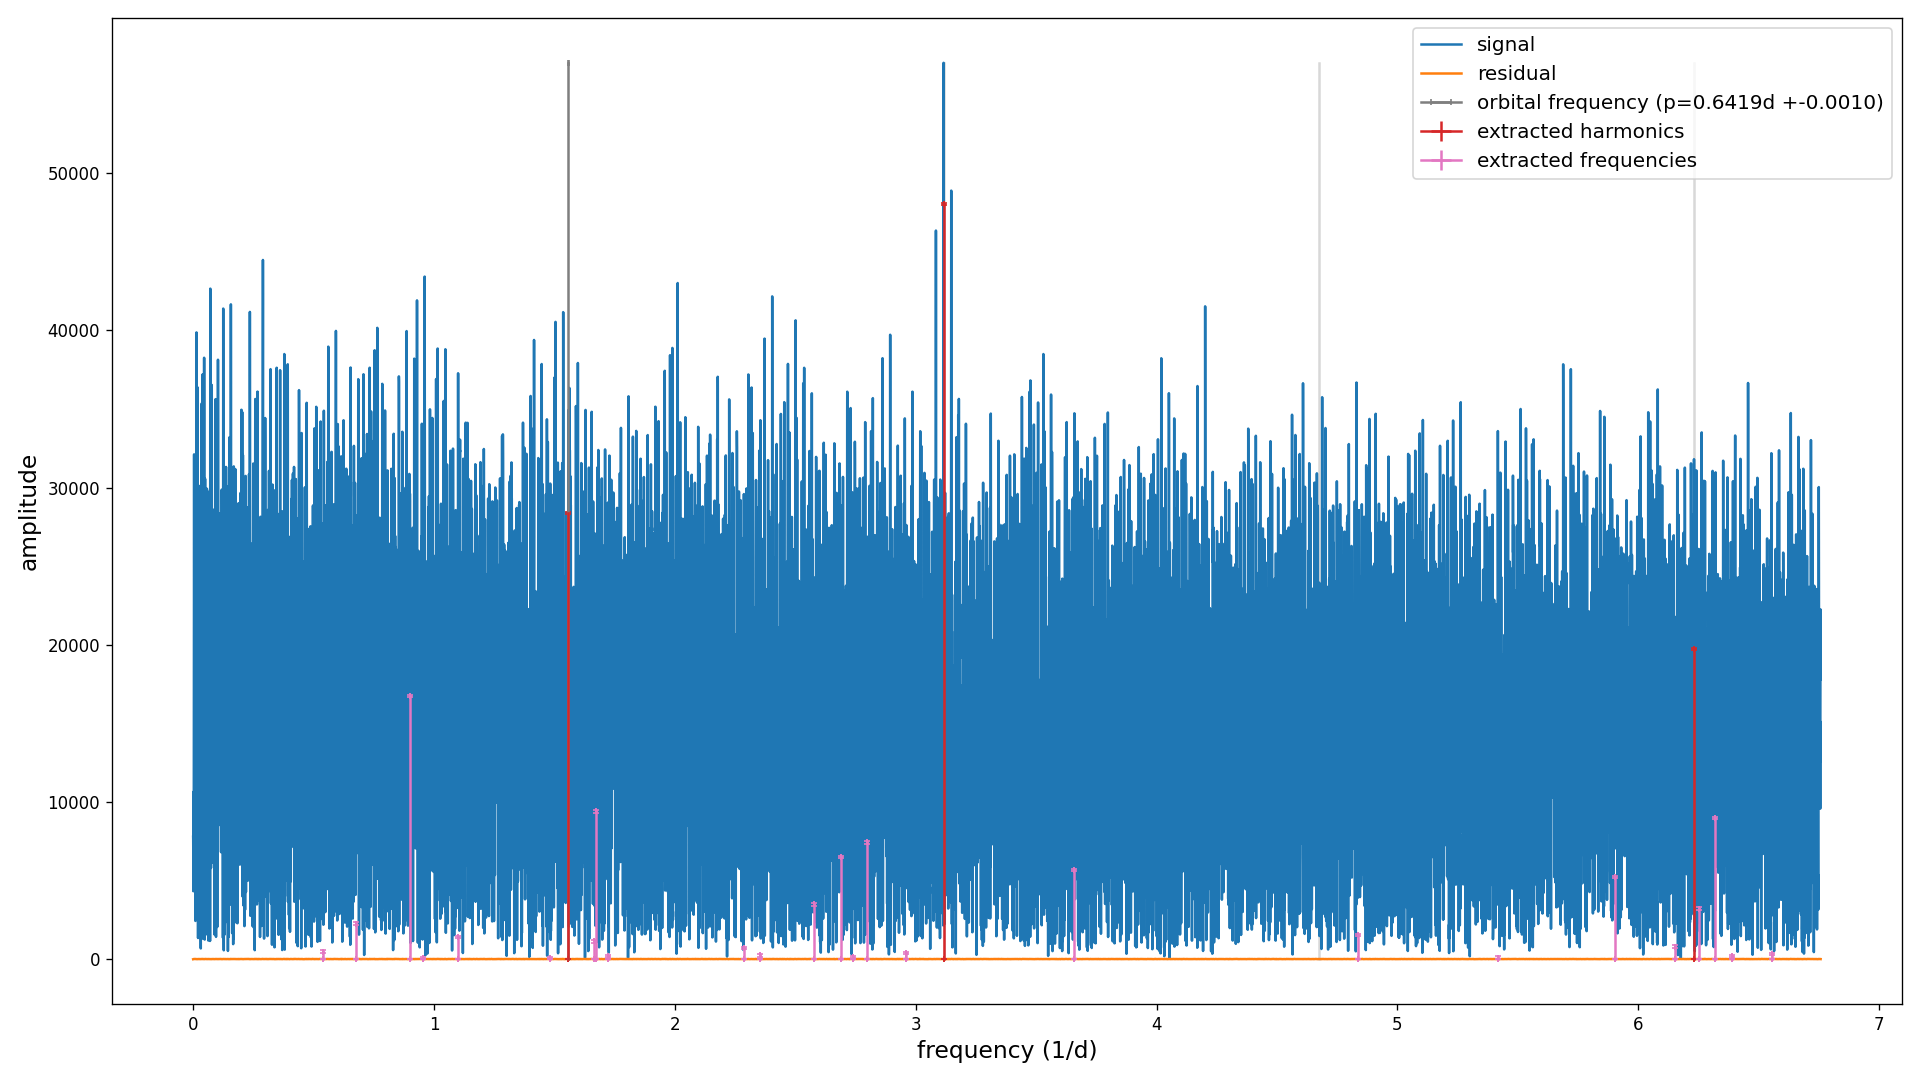 signal
residual
orbital frequency (p=0.6419d +-0.0010)
extracted harmonics
extracted frequencies
50000
40000
30000
20000
10000
0
amplitude
0 1 2 3 4 5 6 7
frequency (1/d)